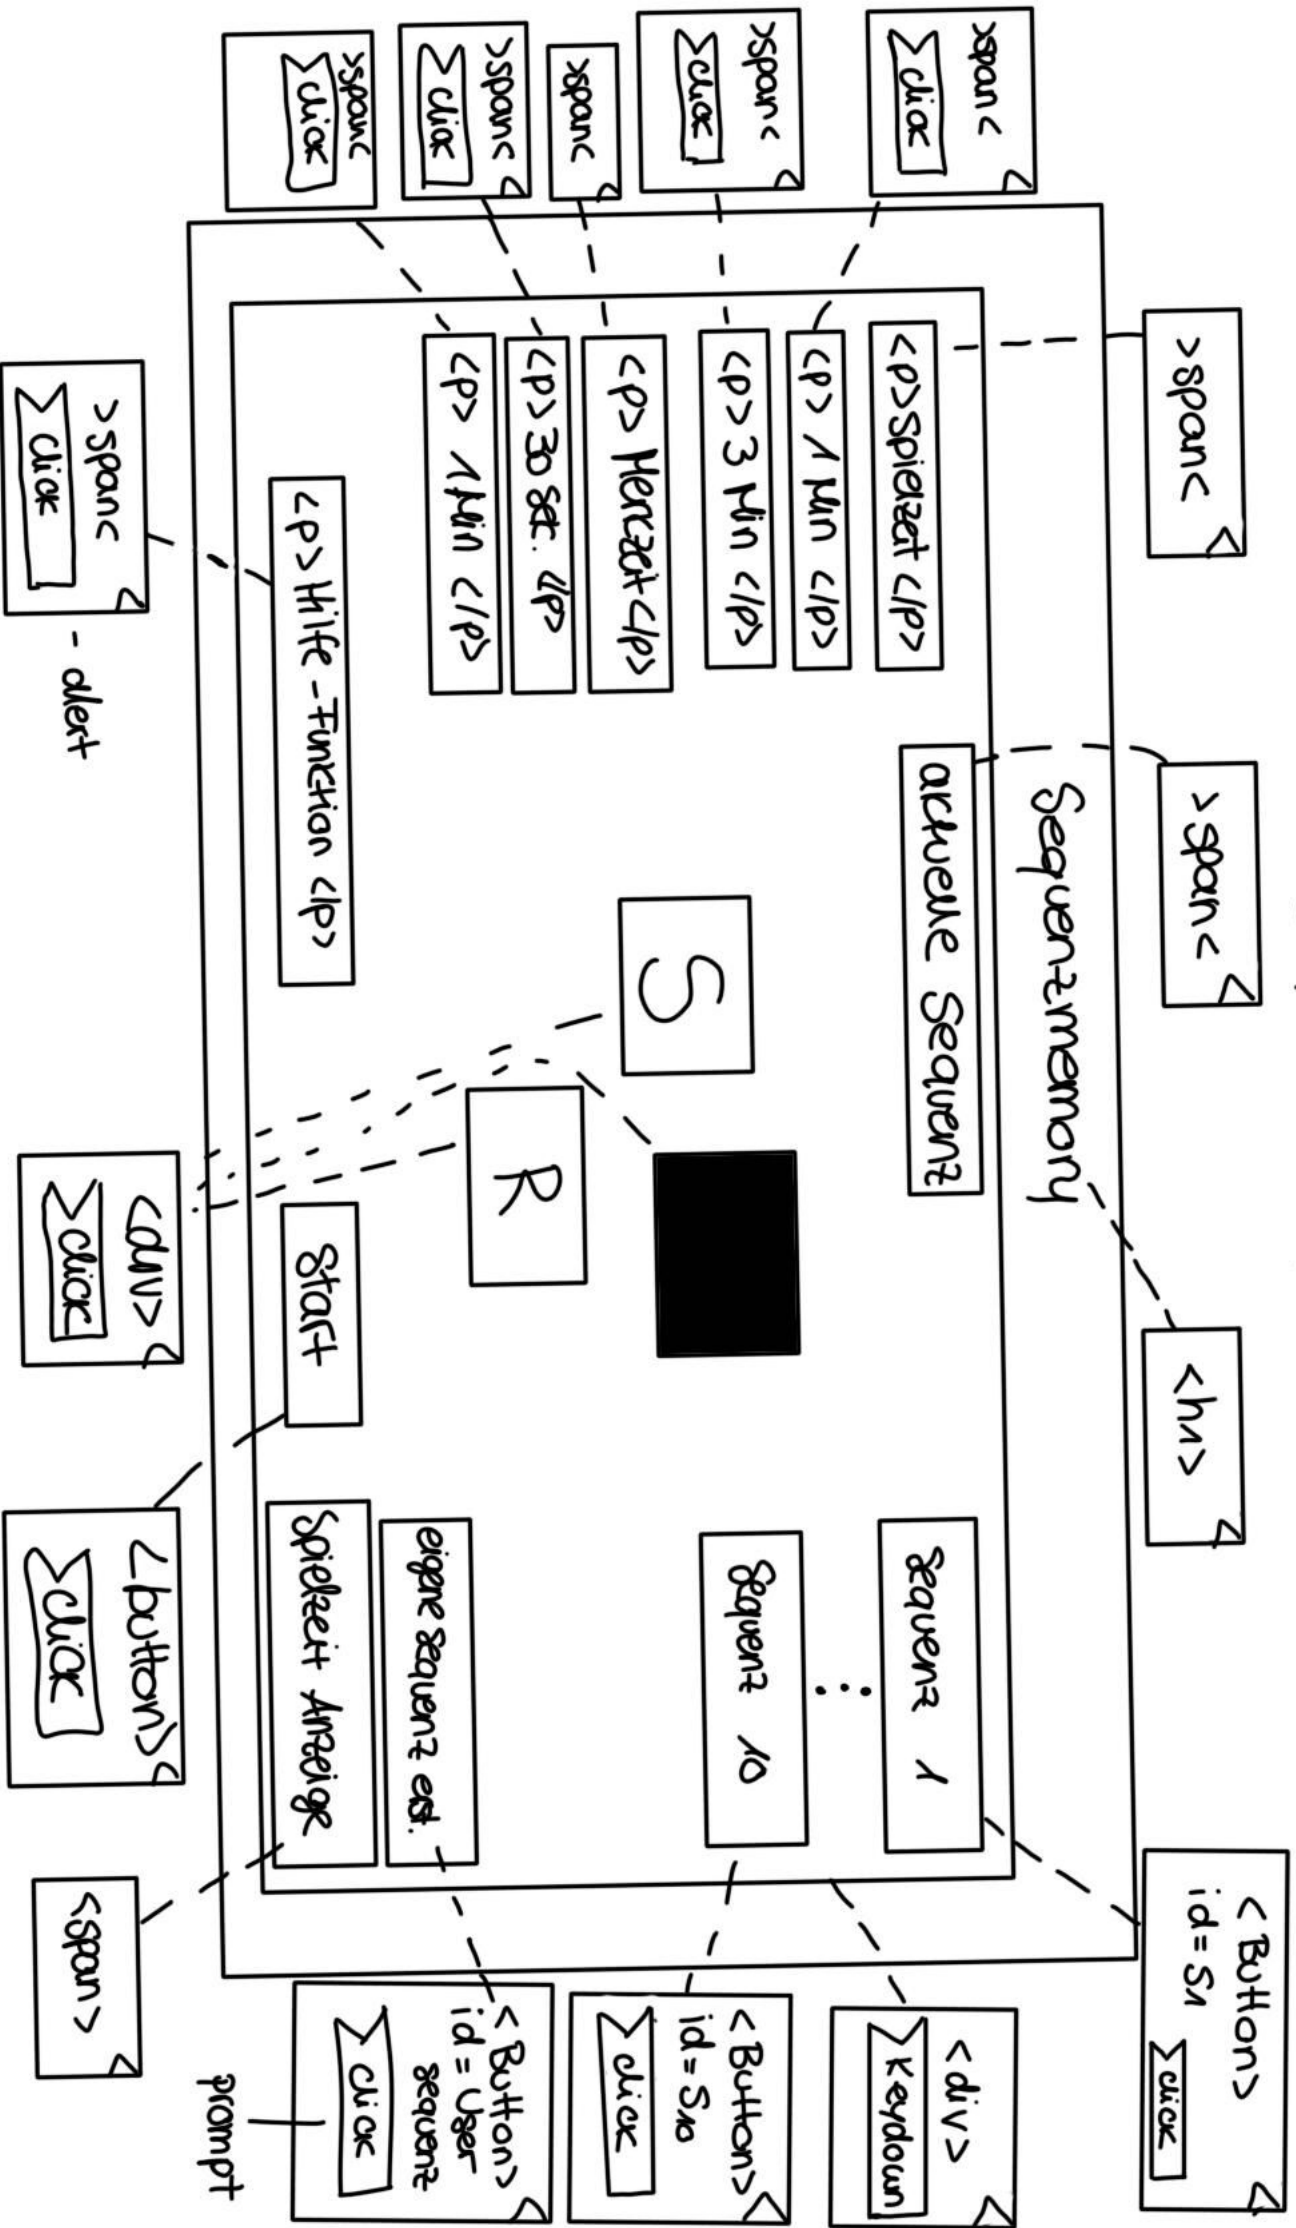 >span<
>span<
<h1>
<Button>
id = S1
click
>span<
click
>span<
click
>span<
>span<
click
>span<
click
Sequenzmemory
<p>Spielzeit </p>
<p> 1 Min </p>
<p> 3 Min </p>
<p> Merkzeit </p>
<p> 30 sek. </p>
<p> 1 Min </p>
<p> Hilfe-Funktion </p>
aktuelle Sequenz
S
R
Start
Sequenz 1
Sequenz 10
eigene Sequenz erst.
Spielzeit Anzeige
<div>
Keydown
<Button>
id = S10
click
<Button>
id = User
sequenz
click
prompt
>span<
click
- alert
<div>
click
<button>
click
<span>